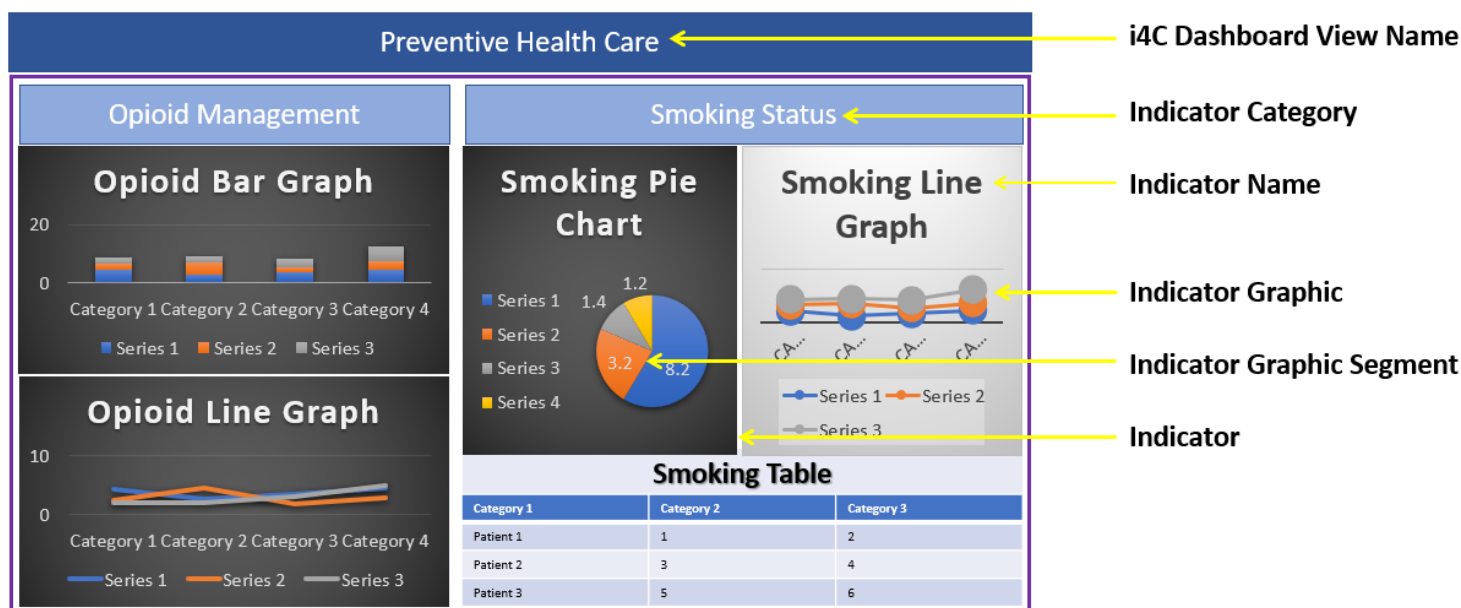 Preventive Health Care
i4C Dashboard View Name
Opioid Management
Smoking Status
Indicator Category
Opioid Bar Graph
20
0
Category 1 Category 2 Category 3 Category 4
Series 1 Series 2 Series 3
Smoking Pie
Chart
Series 1
Series 2
Series 3
Series 4
1.2
1.4
3.2
8.2
Smoking Line
Graph
CA... CA... CA... CA...
Series 1 Series 2
Series 3
Indicator Name
Indicator Graphic
Indicator Graphic Segment
Indicator
Opioid Line Graph
10
0
Category 1 Category 2 Category 3 Category 4
Series 1 Series 2 Series 3
Smoking Table
Category 1 Category 2 Category 3
Patient 1 1 2
Patient 2 3 4
Patient 3 5 6